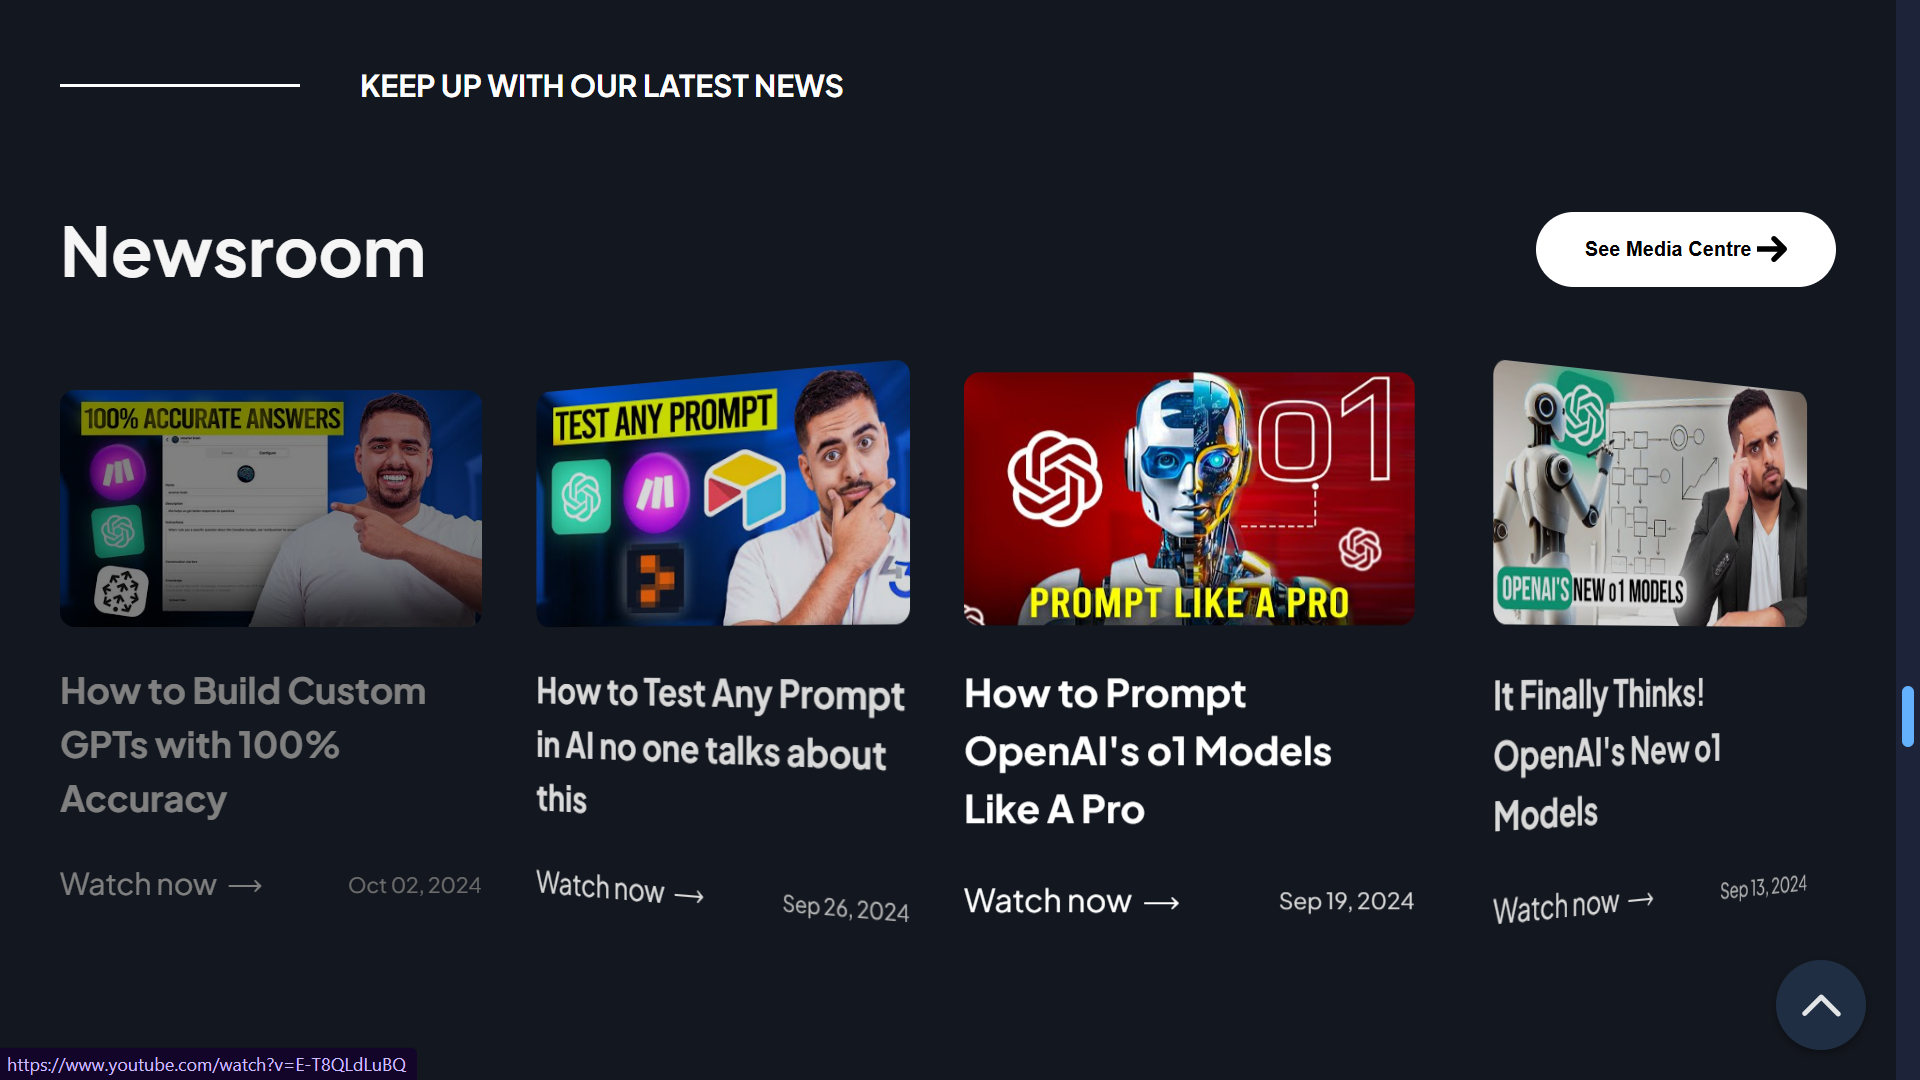 KEEP UP WITH OUR LATEST NEWS
Newsroom
See Media Centre
100% ACCURATE ANSWERS
Configure
TEST ANY PROMPT
o1
PROMPT LIKE A PRO
OPENAI'S NEW o1 MODELS
How to Build Custom
GPTs with 100%
Accuracy
Watch now
Oct 02, 2024
How to Test Any Prompt
in AI no one talks about
this
Watch now
Sep 26, 2024
How to Prompt
OpenAI's o1 Models
Like A Pro
Watch now
Sep 19, 2024
It Finally Thinks!
OpenAI's New o1
Models
Watch now
Sep 13, 2024
https://www.youtube.com/watch?v=E-T8QLdLuBQ